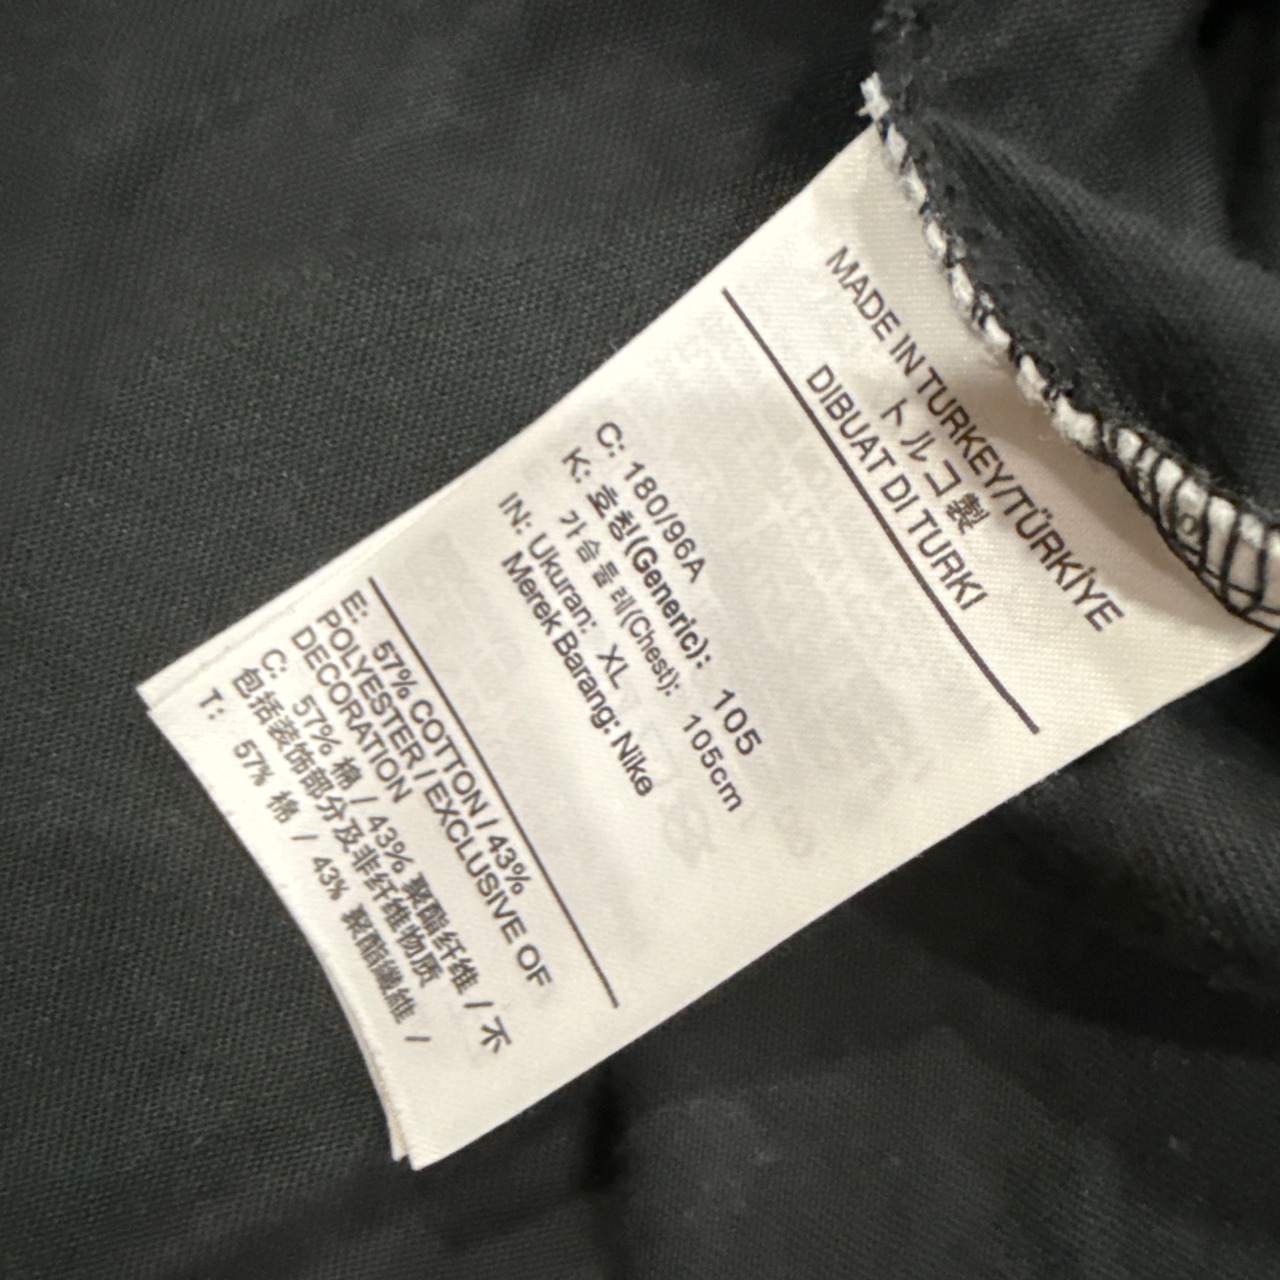 MADE IN TURKEY/TÜRKİYE
トルコ製
DIBUAT DI TURKI
C: 180/96A
K: 호칭(Generic): 105
가슴둘레(Chest): 105cm
IN: Ukuran: XL
Merek Barang: Nike
E: 57% COTTON / 43%
POLYESTER / EXCLUSIVE OF
DECORATION
C: 57% 棉 / 43% 聚酯纤维 / 不
包括装饰部分及非纤维物质
T: 57% 棉 / 43% 聚酯纖維 /